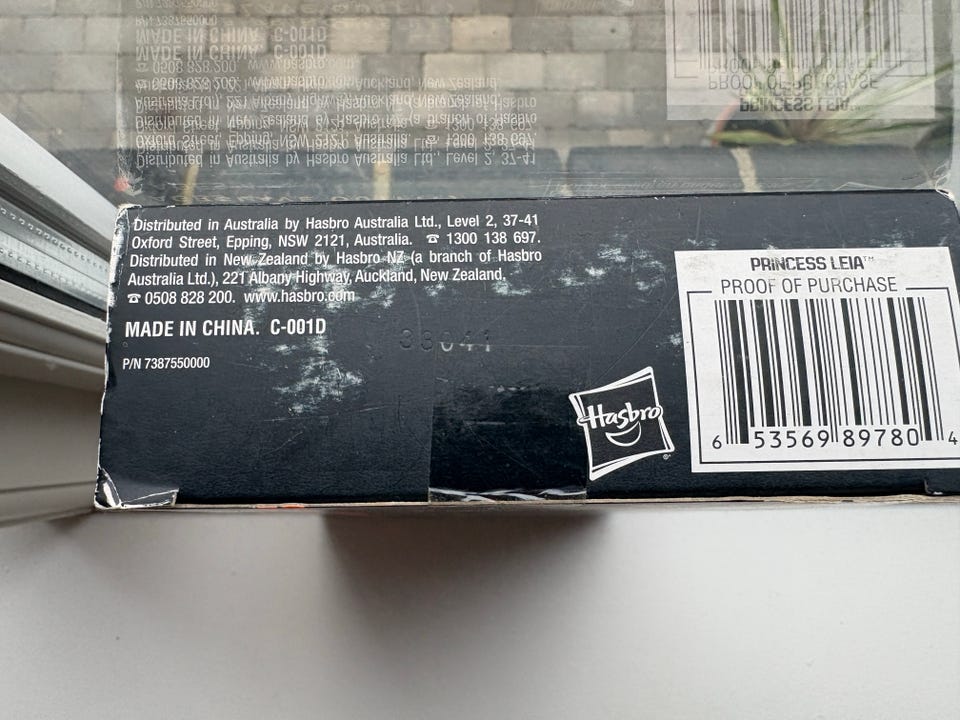 Distributed in Australia by Hasbro Australia Ltd., Level 2, 37-41
Oxford Street, Epping, NSW 2121, Australia. ☎ 1300 138 697.
Distributed in New Zealand by Hasbro NZ (a branch of Hasbro
Australia Ltd.), 221 Albany Highway, Auckland, New Zealand.
☎ 0508 828 200. www.hasbro.com
MADE IN CHINA. C-001D
P/N 7387550000
Hasbro®
PRINCESS LEIA™
PROOF OF PURCHASE
6 53569 89780 4